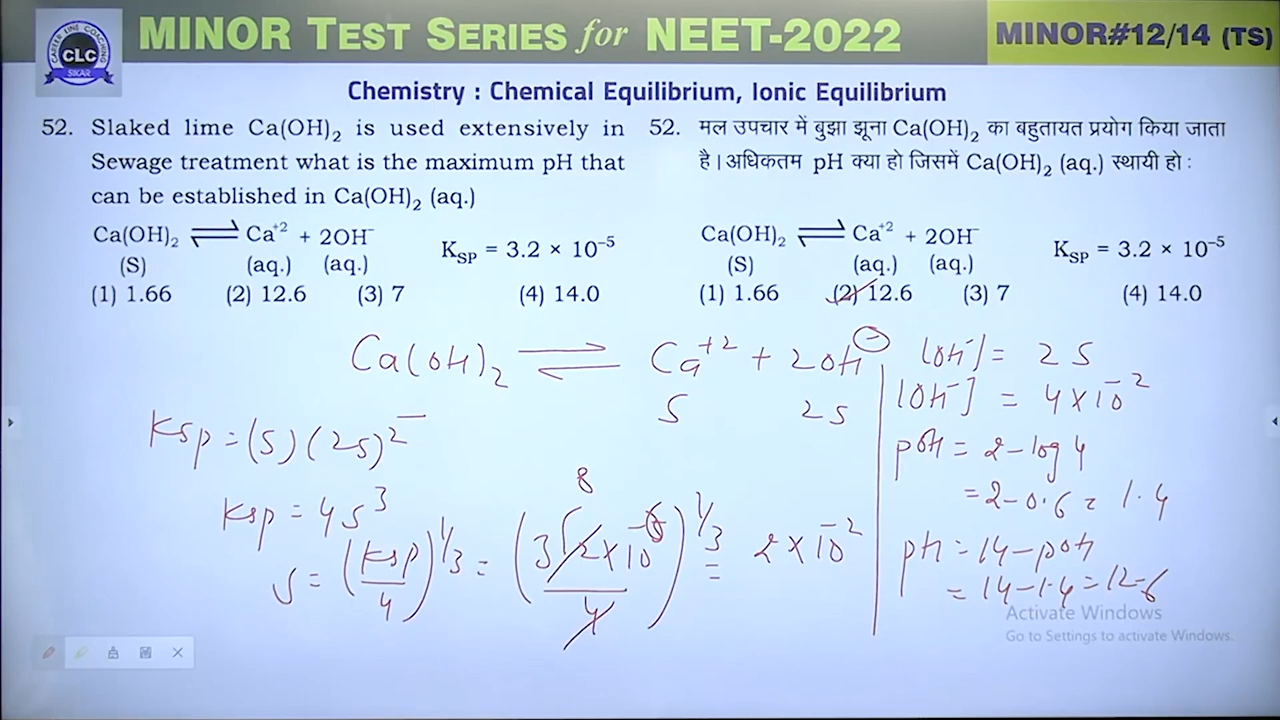 CAREER LINE COACHING
CLC
SIKAR
MINOR TEST SERIES for NEET-2022
MINOR#12/14 (TS)
Chemistry : Chemical Equilibrium, Ionic Equilibrium
52. Slaked lime Ca(OH)₂ is used extensively in
Sewage treatment what is the maximum pH that
can be established in Ca(OH)₂ (aq.)
Ca(OH)₂ ⇌ Ca⁺² + 2OH⁻ K_SP = 3.2 × 10⁻⁵
(S) (aq.) (aq.)
(1) 1.66 (2) 12.6 (3) 7 (4) 14.0
52. मल उपचार में बुझा झूना Ca(OH)₂ का बहुतायत प्रयोग किया जाता
है। अधिकतम pH क्या हो जिसमें Ca(OH)₂ (aq.) स्थायी हो :
Ca(OH)₂ ⇌ Ca⁺² + 2OH⁻ K_SP = 3.2 × 10⁻⁵
(S) (aq.) (aq.)
(1) 1.66 (2) 12.6 (3) 7 (4) 14.0
Ca(OH)₂ ⇌ Ca⁺² + 2OH⁻
S 2S
Ksp = (S)(2S)²
Ksp = 4S³
S = (Ksp/4)^1/3 = ( / 4)^1/3 = 2×10⁻²
8
[OH⁻] = 2S
[OH⁻] = 4×10⁻²
pOH = 2-log4
=2-0.6 = 1.4
pH = 14-pOH
= 14-1.4 = 12.6
Activate Windows
Go to Settings to activate Windows.